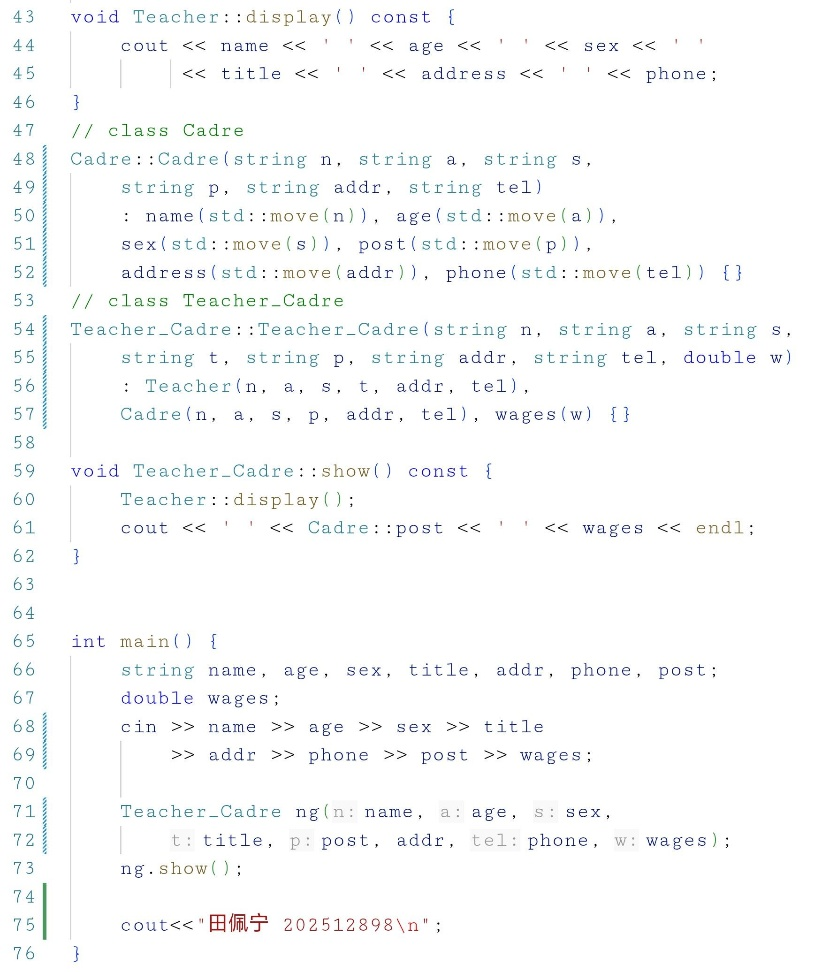 43 void Teacher::display() const {
44 cout << name << ' ' << age << ' ' << sex << ' '
45 << title << ' ' << address << ' ' << phone;
46 }
47 // class Cadre
48 Cadre::Cadre(string n, string a, string s,
49 string p, string addr, string tel)
50 : name(std::move(n)), age(std::move(a)),
51 sex(std::move(s)), post(std::move(p)),
52 address(std::move(addr)), phone(std::move(tel)) {}
53 // class Teacher_Cadre
54 Teacher_Cadre::Teacher_Cadre(string n, string a, string s,
55 string t, string p, string addr, string tel, double w)
56 : Teacher(n, a, s, t, addr, tel),
57 Cadre(n, a, s, p, addr, tel), wages(w) {}
58
59 void Teacher_Cadre::show() const {
60 Teacher::display();
61 cout << ' ' << Cadre::post << ' ' << wages << endl;
62 }
63
64
65 int main() {
66 string name, age, sex, title, addr, phone, post;
67 double wages;
68 cin >> name >> age >> sex >> title
69 >> addr >> phone >> post >> wages;
70
71 Teacher_Cadre ng(n: name, a: age, s: sex,
72 t: title, p: post, addr, tel: phone, w: wages);
73 ng.show();
74
75 cout<<"田佩宁 202512898\n";
76 }